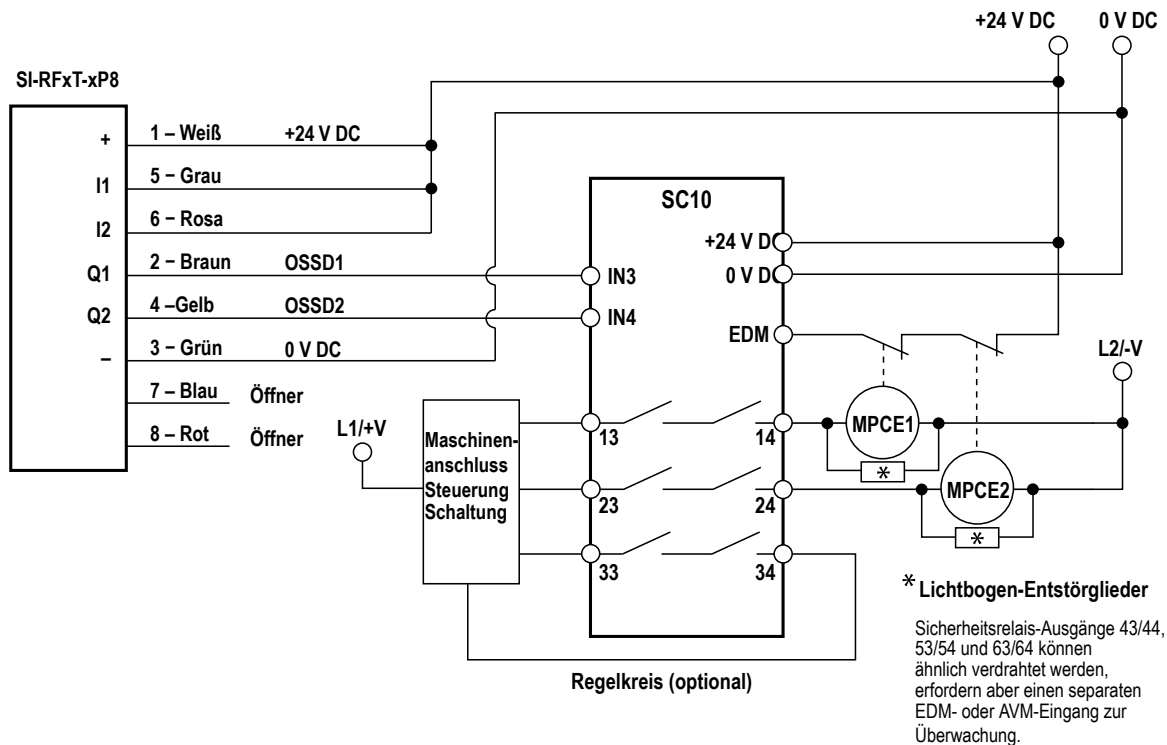 +24 V DC
0 V DC
SI-RFxT-xP8
+
1 – Weiß
+24 V DC
I1
5 – Grau
I2
6 – Rosa
Q1
2 – Braun
OSSD1
Q2
4 –Gelb
OSSD2
–
3 – Grün
0 V DC
7 – Blau
Öffner
8 – Rot
Öffner
SC10
+24 V DC
0 V DC
IN3
IN4
EDM
L2/-V
L1/+V
Maschinen-
anschluss
Steuerung
Schaltung
13
14
23
24
33
34
MPCE1
*
MPCE2
*
Regelkreis (optional)
* Lichtbogen-Entstörglieder
Sicherheitsrelais-Ausgänge 43/44,
53/54 und 63/64 können
ähnlich verdrahtet werden,
erfordern aber einen separaten
EDM- oder AVM-Eingang zur
Überwachung.